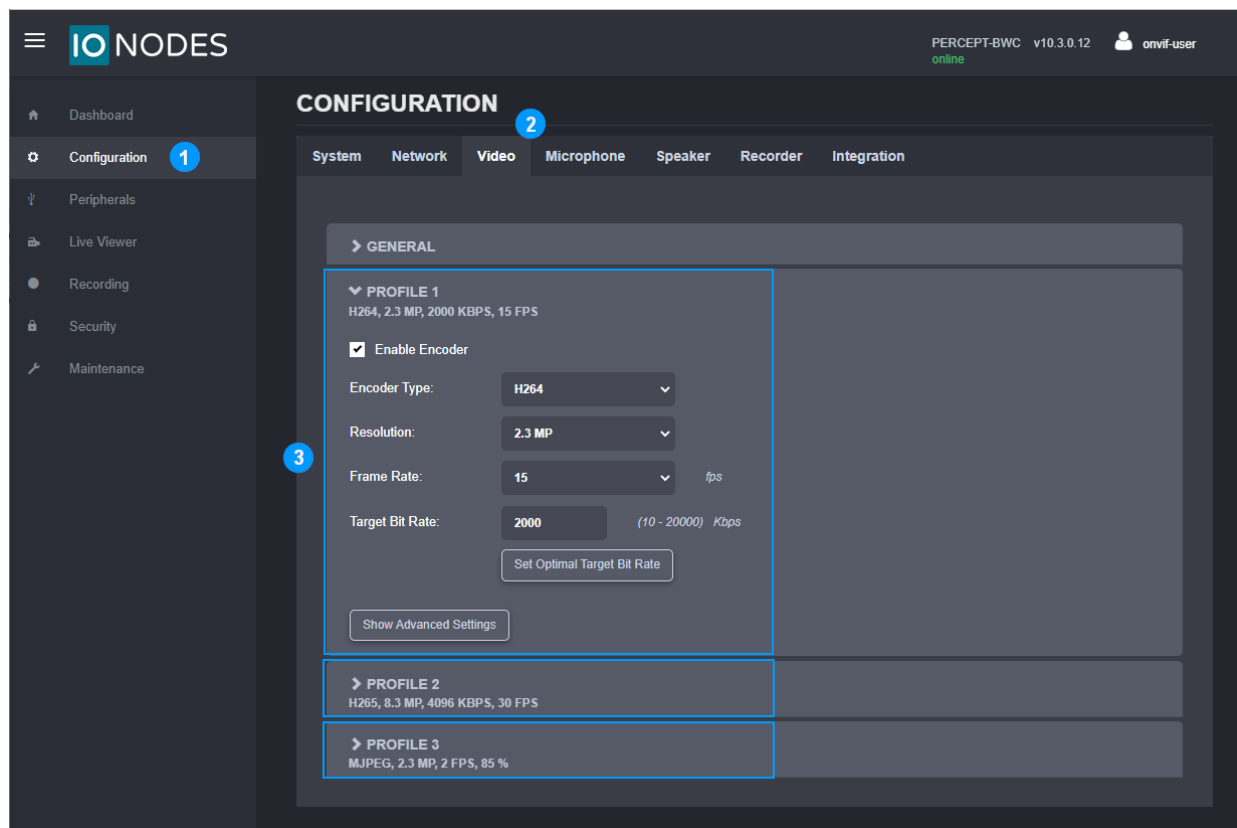 IO NODES
PERCEPT-BWC v10.3.0.12
online
onvif-user
Dashboard
Configuration
1
Peripherals
Live Viewer
Recording
Security
Maintenance
CONFIGURATION
2
System Network Video Microphone Speaker Recorder Integration
GENERAL
3
PROFILE 1
H264, 2.3 MP, 2000 KBPS, 15 FPS
Enable Encoder
Encoder Type: H264
Resolution: 2.3 MP
Frame Rate: 15 fps
Target Bit Rate: 2000 (10 - 20000) Kbps
Set Optimal Target Bit Rate
Show Advanced Settings
PROFILE 2
H265, 8.3 MP, 4096 KBPS, 30 FPS
PROFILE 3
MJPEG, 2.3 MP, 2 FPS, 85 %